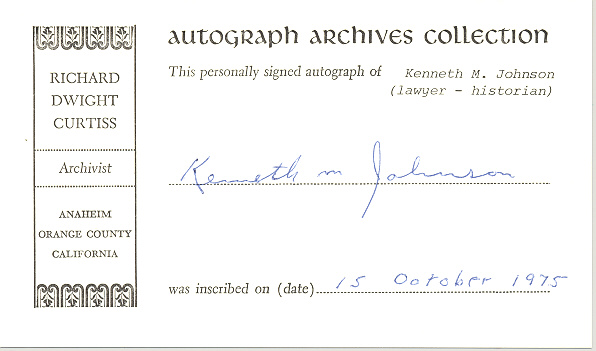 autograph archives collection
RICHARD
DWIGHT
CURTISS
Archivist
ANAHEIM
ORANGE COUNTY
CALIFORNIA
This personally signed autograph of Kenneth M. Johnson
(lawyer - historian)
Kenneth m Johnson
was inscribed on (date) 15 October 1975